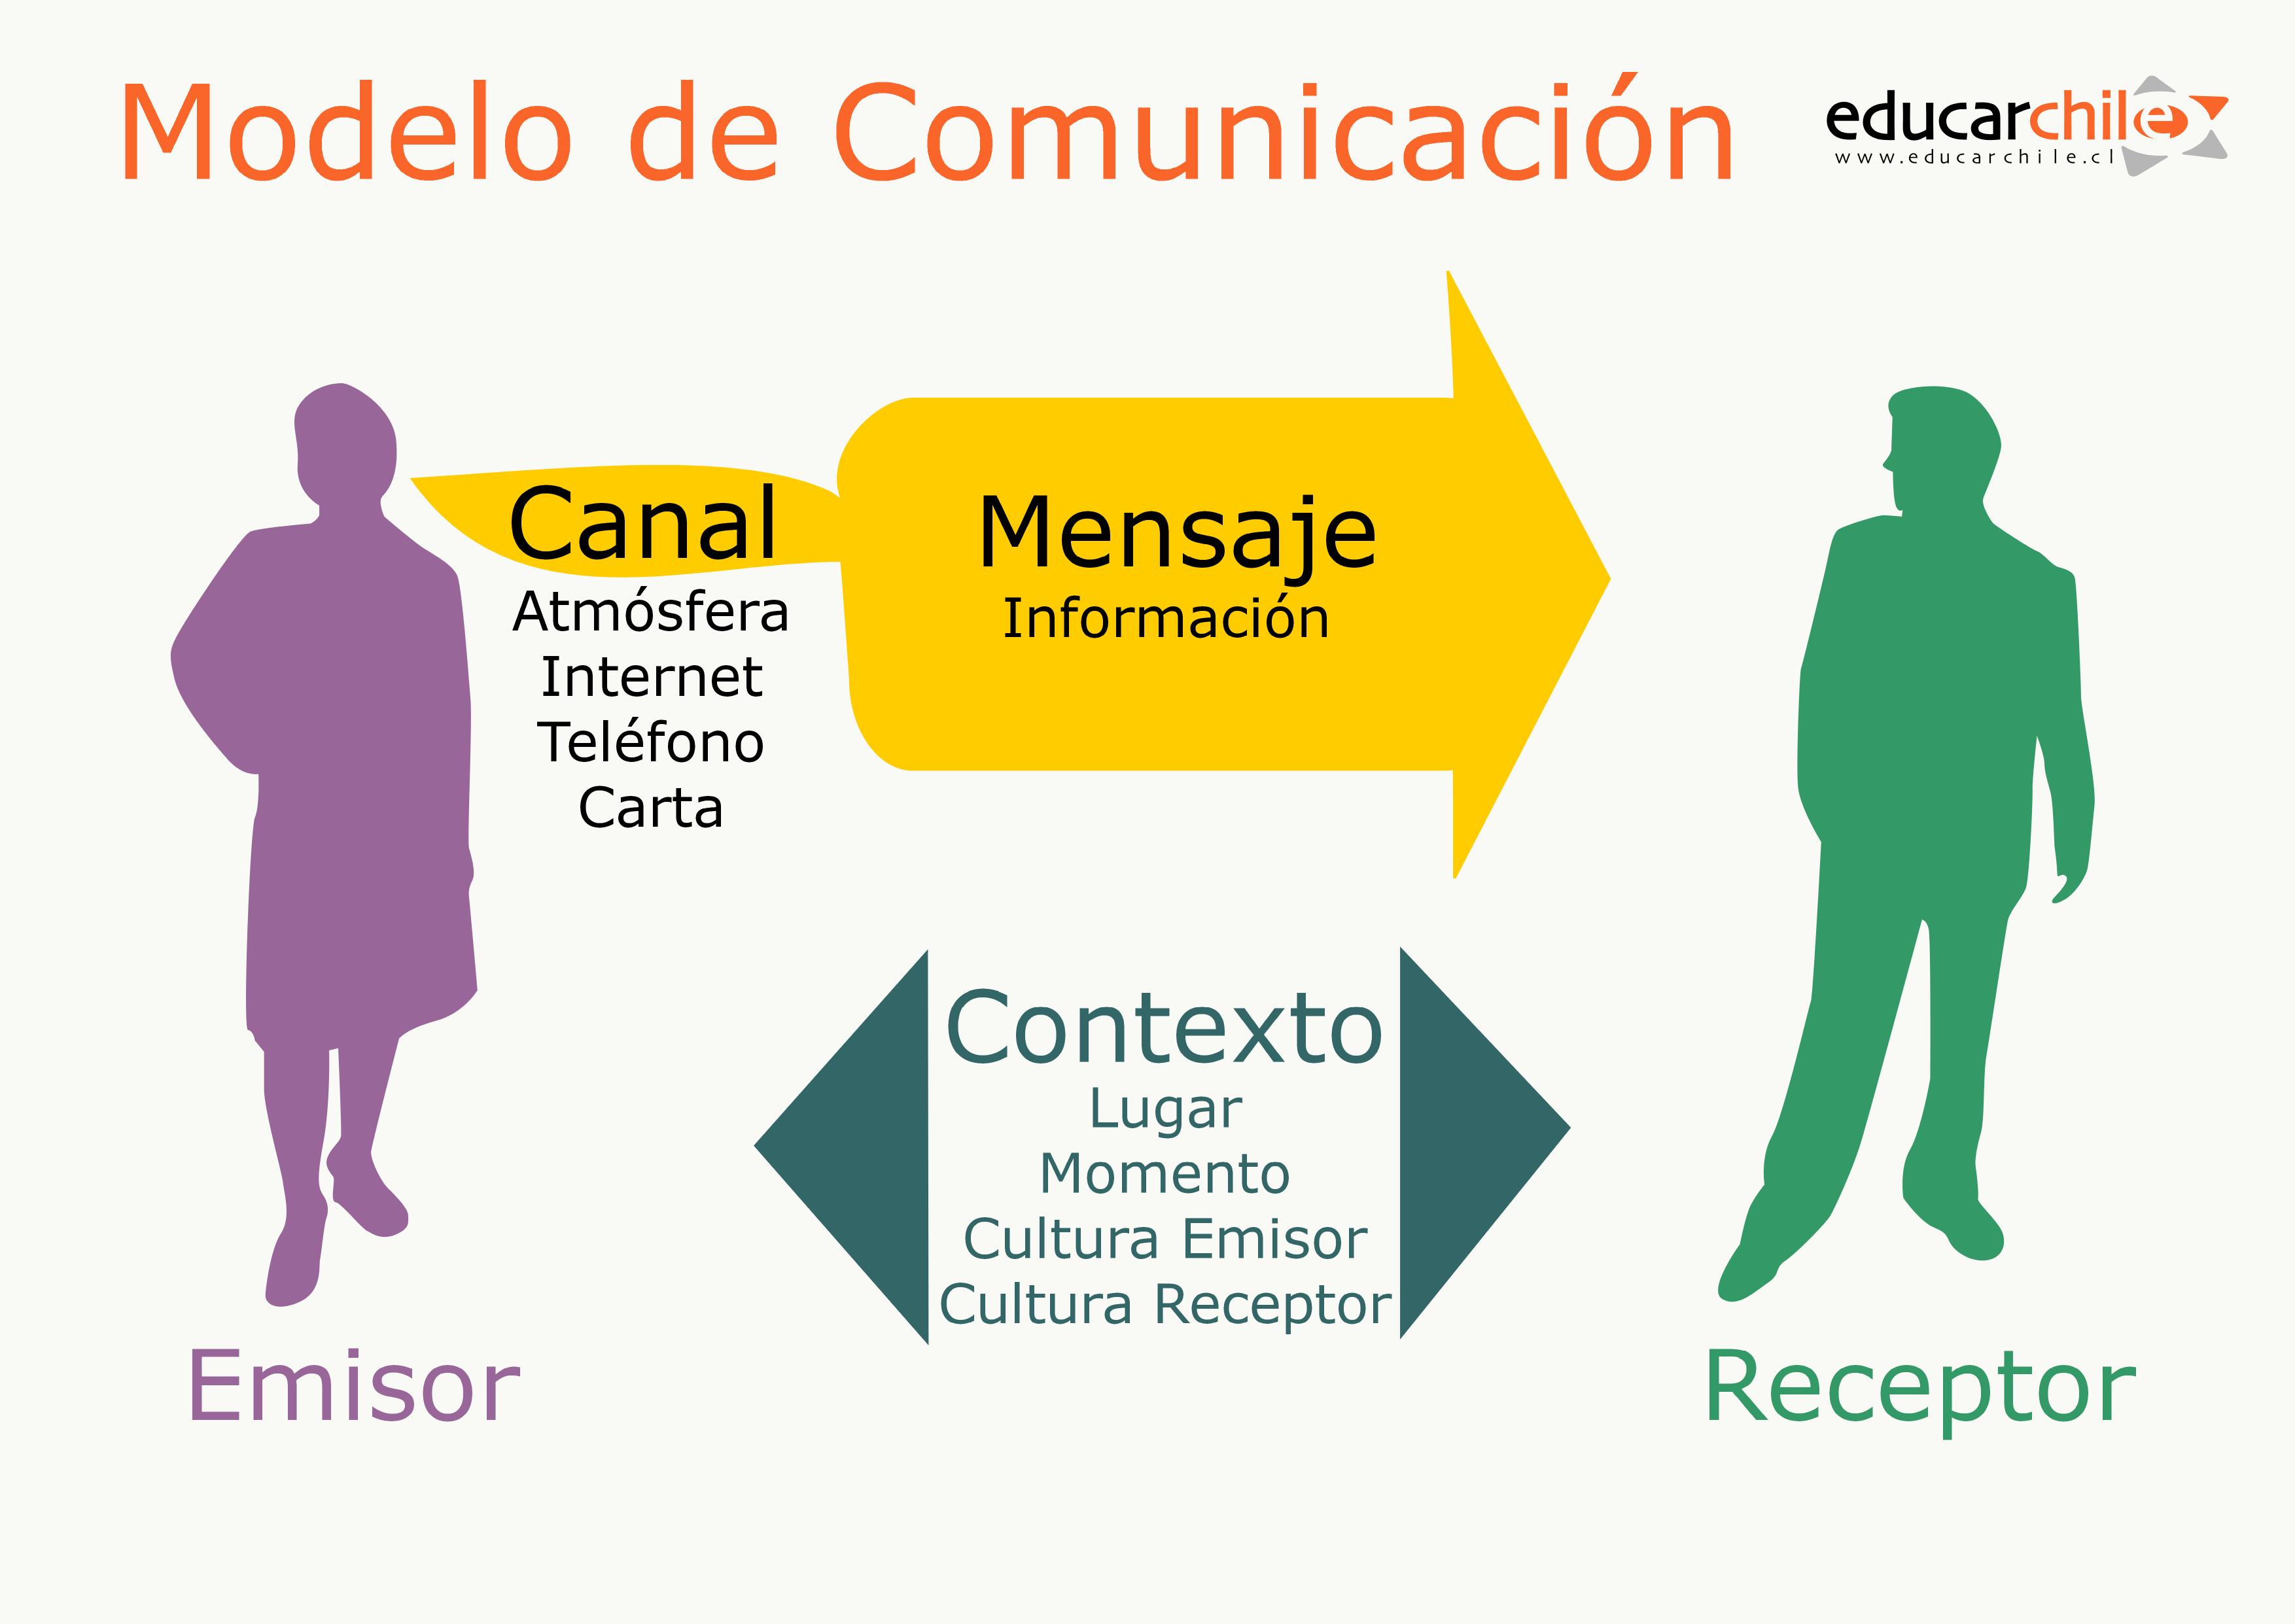 Modelo de Comunicación
educarchile
www.educarchile.cl
Canal
Atmósfera
Internet
Teléfono
Carta
Mensaje
Información
Contexto
Lugar
Momento
Cultura Emisor
Cultura Receptor
Emisor
Receptor